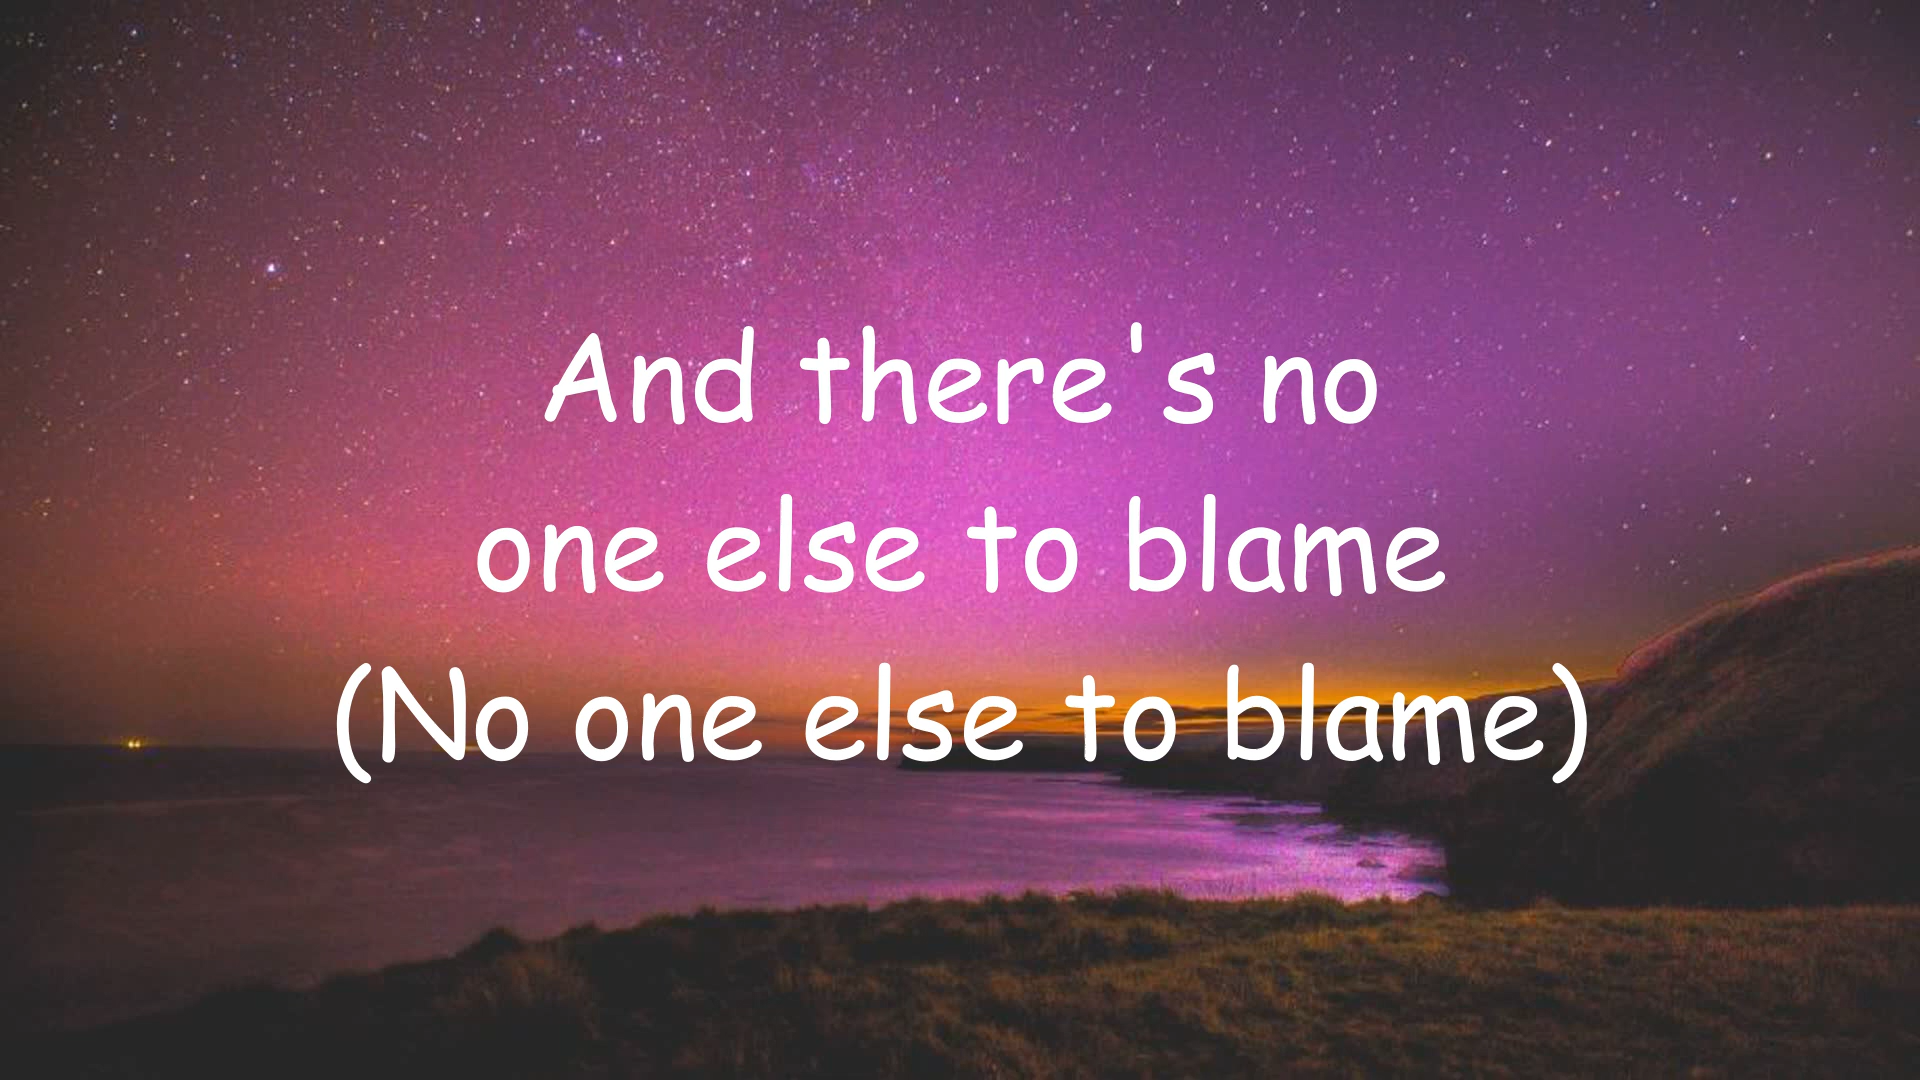 And there's no
one else to blame
(No one else to blame)